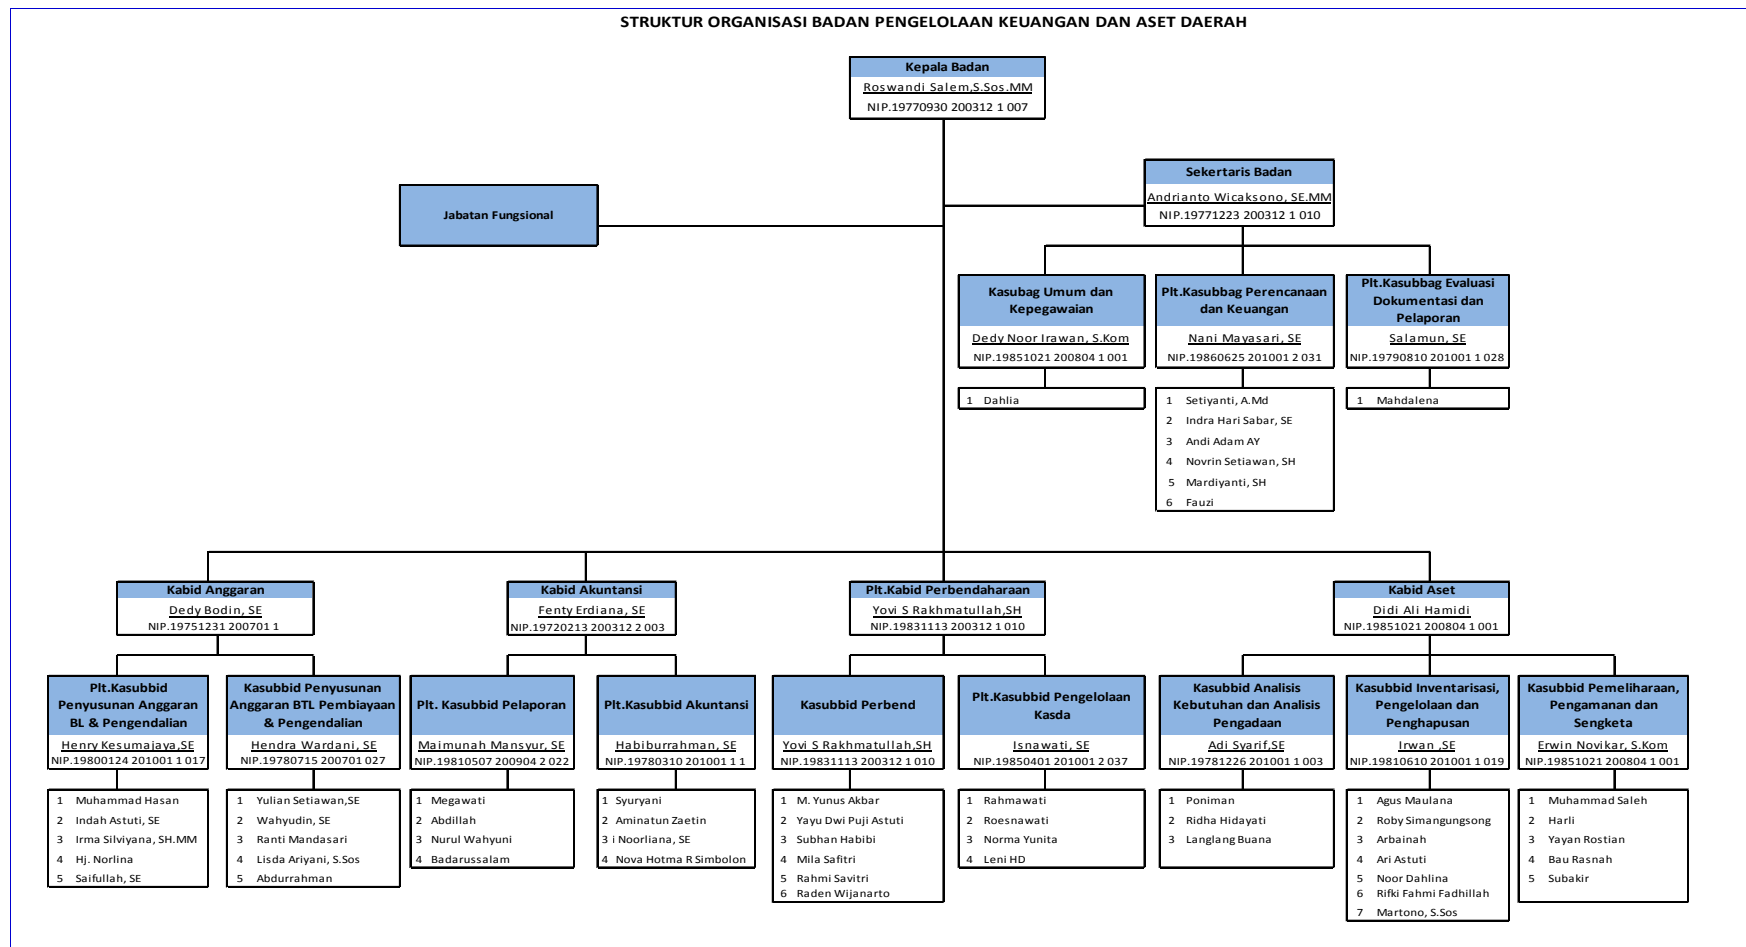 STRUKTUR ORGANISASI BADAN PENGELOLAAN KEUANGAN DAN ASET DAERAH
Kepala Badan
Roswandi Salem,S.Sos.MM
NIP.19770930 200312 1 007
Sekertaris Badan
Andrianto Wicaksono, SE.MM
NIP.19771223 200312 1 010
Jabatan Fungsional
Kasubag Umum dan
Kepegawaian
Dedy Noor Irawan, S.Kom
NIP.19851021 200804 1 001
1 Dahlia
Plt.Kasubbag Perencanaan
dan Keuangan
Nani Mayasari, SE
NIP.19860625 201001 2 031
1 Setiyanti, A.Md
2 Indra Hari Sabar, SE
3 Andi Adam AY
4 Novrin Setiawan, SH
5 Mardiyanti, SH
6 Fauzi
Plt.Kasubbag Evaluasi
Dokumentasi dan
Pelaporan
Salamun, SE
NIP.19790810 201001 1 028
1 Mahdalena
Kabid Anggaran
Dedy Bodin, SE
NIP.19751231 200701 1
Kabid Akuntansi
Fenty Erdiana, SE
NIP.19720213 200312 2 003
Plt.Kabid Perbendaharaan
Yovi S Rakhmatullah,SH
NIP.19831113 200312 1 010
Kabid Aset
Didi Ali Hamidi
NIP.19851021 200804 1 001
Plt.Kasubbid
Penyusunan Anggaran
BL & Pengendalian
Henry Kesumajaya,SE
NIP.19800124 201001 1 017
1 Muhammad Hasan
2 Indah Astuti, SE
3 Irma Silviyana, SH.MM
4 Hj. Norlina
5 Saifullah, SE
Kasubbid Penyusunan
Anggaran BTL Pembiayaan
& Pengendalian
Hendra Wardani, SE
NIP.19780715 200701 027
1 Yulian Setiawan,SE
2 Wahyudin, SE
3 Ranti Mandasari
4 Lisda Ariyani, S.Sos
5 Abdurrahman
Plt. Kasubbid Pelaporan
Maimunah Mansyur, SE
NIP.19810507 200904 2 022
1 Megawati
2 Abdillah
3 Nurul Wahyuni
4 Badarussalam
Plt.Kasubbid Akuntansi
Habiburrahman, SE
NIP.19780310 201001 1 1
1 Syuryani
2 Aminatun Zaetin
3 i Noorliana, SE
4 Nova Hotma R Simbolon
Kasubbid Perbend
Yovi S Rakhmatullah,SH
NIP.19831113 200312 1 010
1 M. Yunus Akbar
2 Yayu Dwi Puji Astuti
3 Subhan Habibi
4 Mila Safitri
5 Rahmi Savitri
6 Raden Wijanarto
Plt.Kasubbid Pengelolaan
Kasda
Isnawati, SE
NIP.19850401 201001 2 037
1 Rahmawati
2 Roesnawati
3 Norma Yunita
4 Leni HD
Kasubbid Analisis
Kebutuhan dan Analisis
Pengadaan
Adi Syarif,SE
NIP.19781226 201001 1 003
1 Poniman
2 Ridha Hidayati
3 Langlang Buana
Kasubbid Inventarisasi,
Pengelolaan dan
Penghapusan
Irwan ,SE
NIP.19810610 201001 1 019
1 Agus Maulana
2 Roby Simangungsong
3 Arbainah
4 Ari Astuti
5 Noor Dahlina
6 Rifki Fahmi Fadhillah
7 Martono, S.Sos
Kasubbid Pemeliharaan,
Pengamanan dan
Sengketa
Erwin Novikar, S.Kom
NIP.19851021 200804 1 001
1 Muhammad Saleh
2 Harli
3 Yayan Rostian
4 Bau Rasnah
5 Subakir